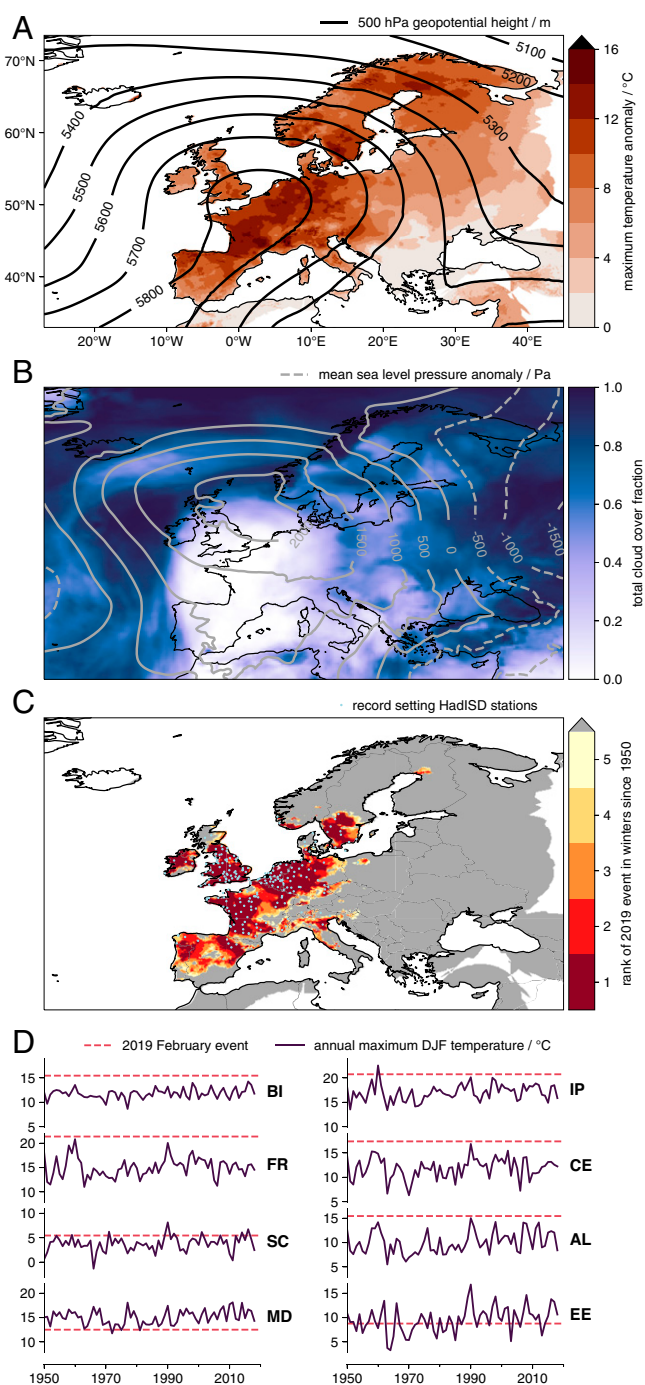 A
500 hPa geopotential height / m
70°N
60°N
50°N
40°N
20°W
10°W
0°W
10°E
20°E
30°E
40°E
5100
5200
5300
5400
5500
5600
5700
5800
16
12
8
4
0
maximum temperature anomaly / °C
B
mean sea level pressure anomaly / Pa
1500
1000
500
0
-500
-1000
-1500
1.0
0.8
0.6
0.4
0.2
0.0
total cloud cover fraction
C
record setting HadISD stations
5
4
3
2
1
rank of 2019 event in winters since 1950
D
2019 February event
annual maximum DJF temperature / °C
15
10
5
BI
20
15
10
IP
20
15
10
FR
15
10
5
CE
10
5
0
SC
15
10
AL
20
15
10
MD
15
10
5
EE
1950
1970
1990
2010
1950
1970
1990
2010